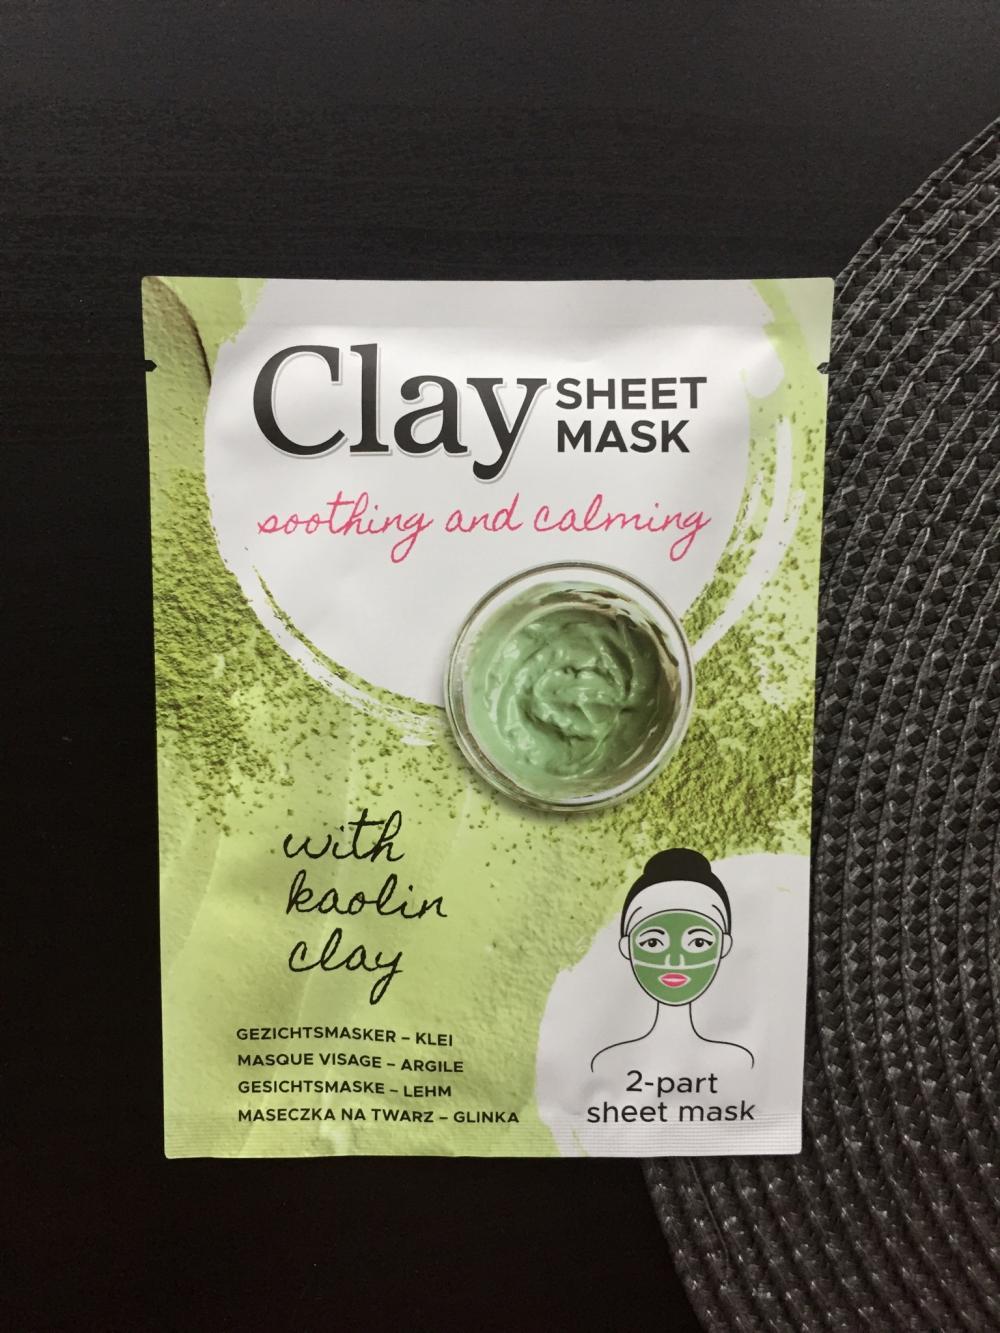 Clay SHEET
MASK
soothing and calming
with
kaolin
clay
GEZICHTSMASKER – KLEI
MASQUE VISAGE – ARGILE
GESICHTSMASKE – LEHM
MASECZKA NA TWARZ – GLINKA
2-part
sheet mask